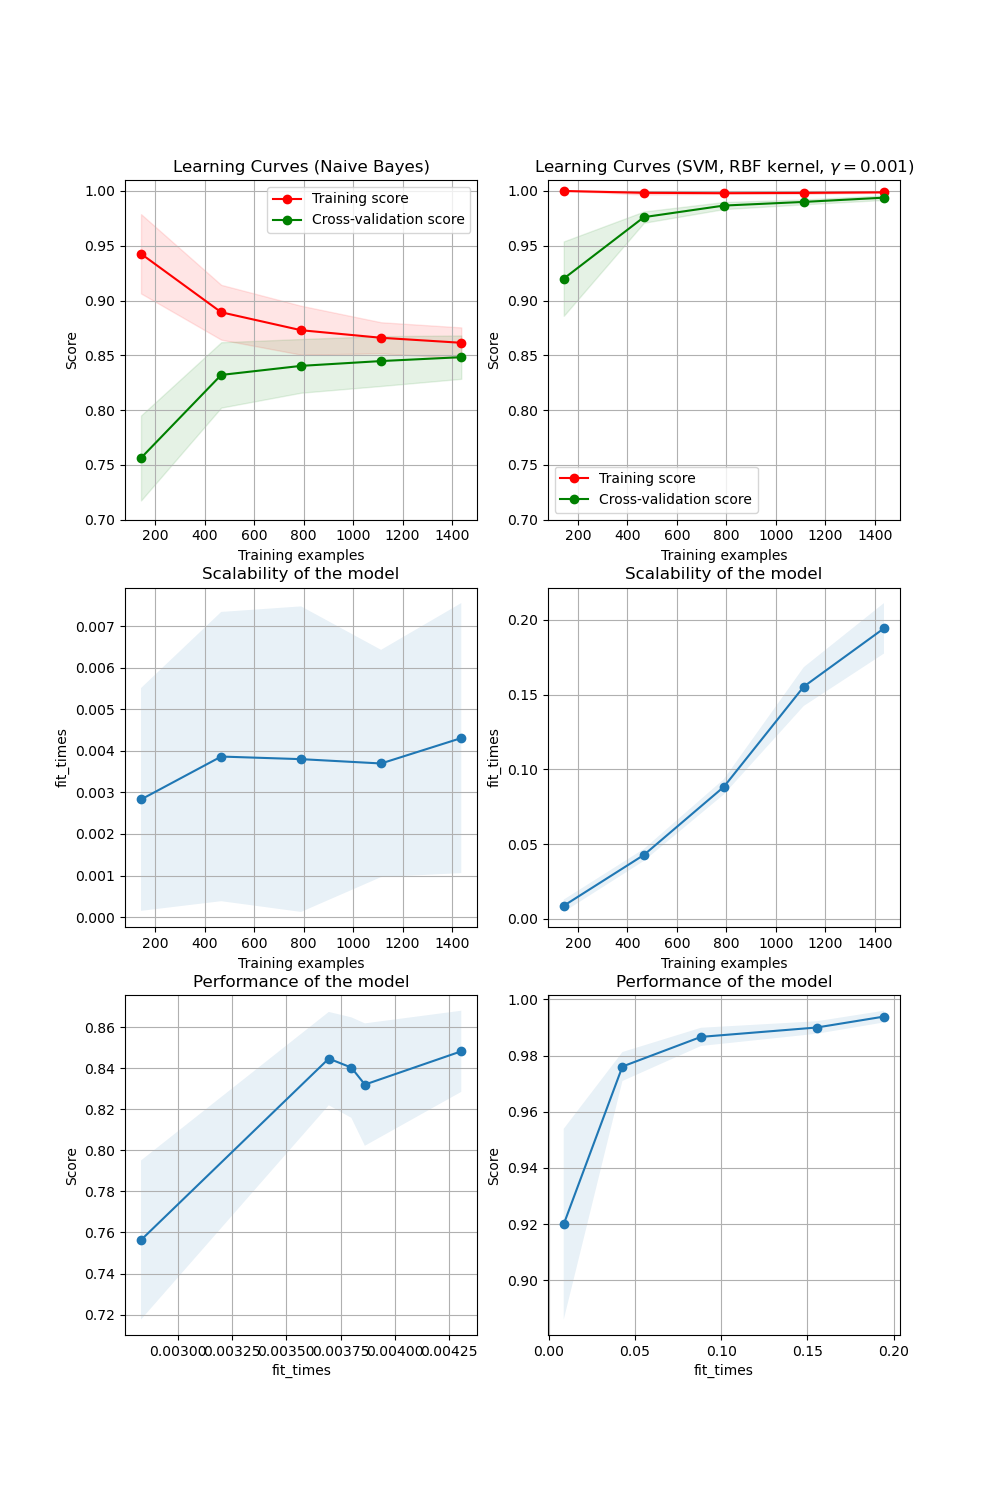 Learning Curves (Naive Bayes)
1.00
0.95
0.90
0.85
0.80
0.75
0.70
Score
Training score
Cross-validation score
200 400 600 800 1000 1200 1400
Training examples
Learning Curves (SVM, RBF kernel, γ = 0.001)
1.00
0.95
0.90
0.85
0.80
0.75
0.70
Score
Training score
Cross-validation score
200 400 600 800 1000 1200 1400
Training examples
Scalability of the model
0.007
0.006
0.005
0.004
0.003
0.002
0.001
0.000
fit_times
200 400 600 800 1000 1200 1400
Training examples
Scalability of the model
0.20
0.15
0.10
0.05
0.00
fit_times
200 400 600 800 1000 1200 1400
Training examples
Performance of the model
0.86
0.84
0.82
0.80
0.78
0.76
0.74
0.72
Score
0.00300 0.00325 0.00350 0.00375 0.00400 0.00425
fit_times
Performance of the model
1.00
0.98
0.96
0.94
0.92
0.90
Score
0.00 0.05 0.10 0.15 0.20
fit_times